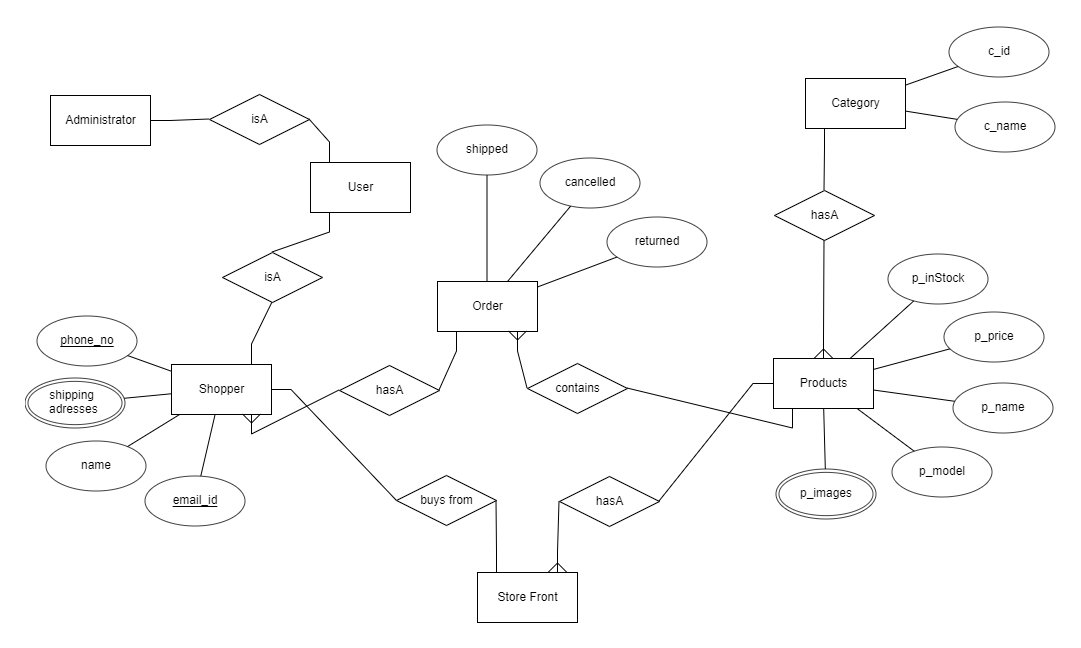 c_id
Category
c_name
Administrator
isA
User
shipped
cancelled
returned
hasA
isA
p_inStock
Order
p_price
phone_no
Products
Shopper
hasA
contains
shipping
adresses
p_name
name
p_model
email_id
buys from
hasA
p_images
Store Front